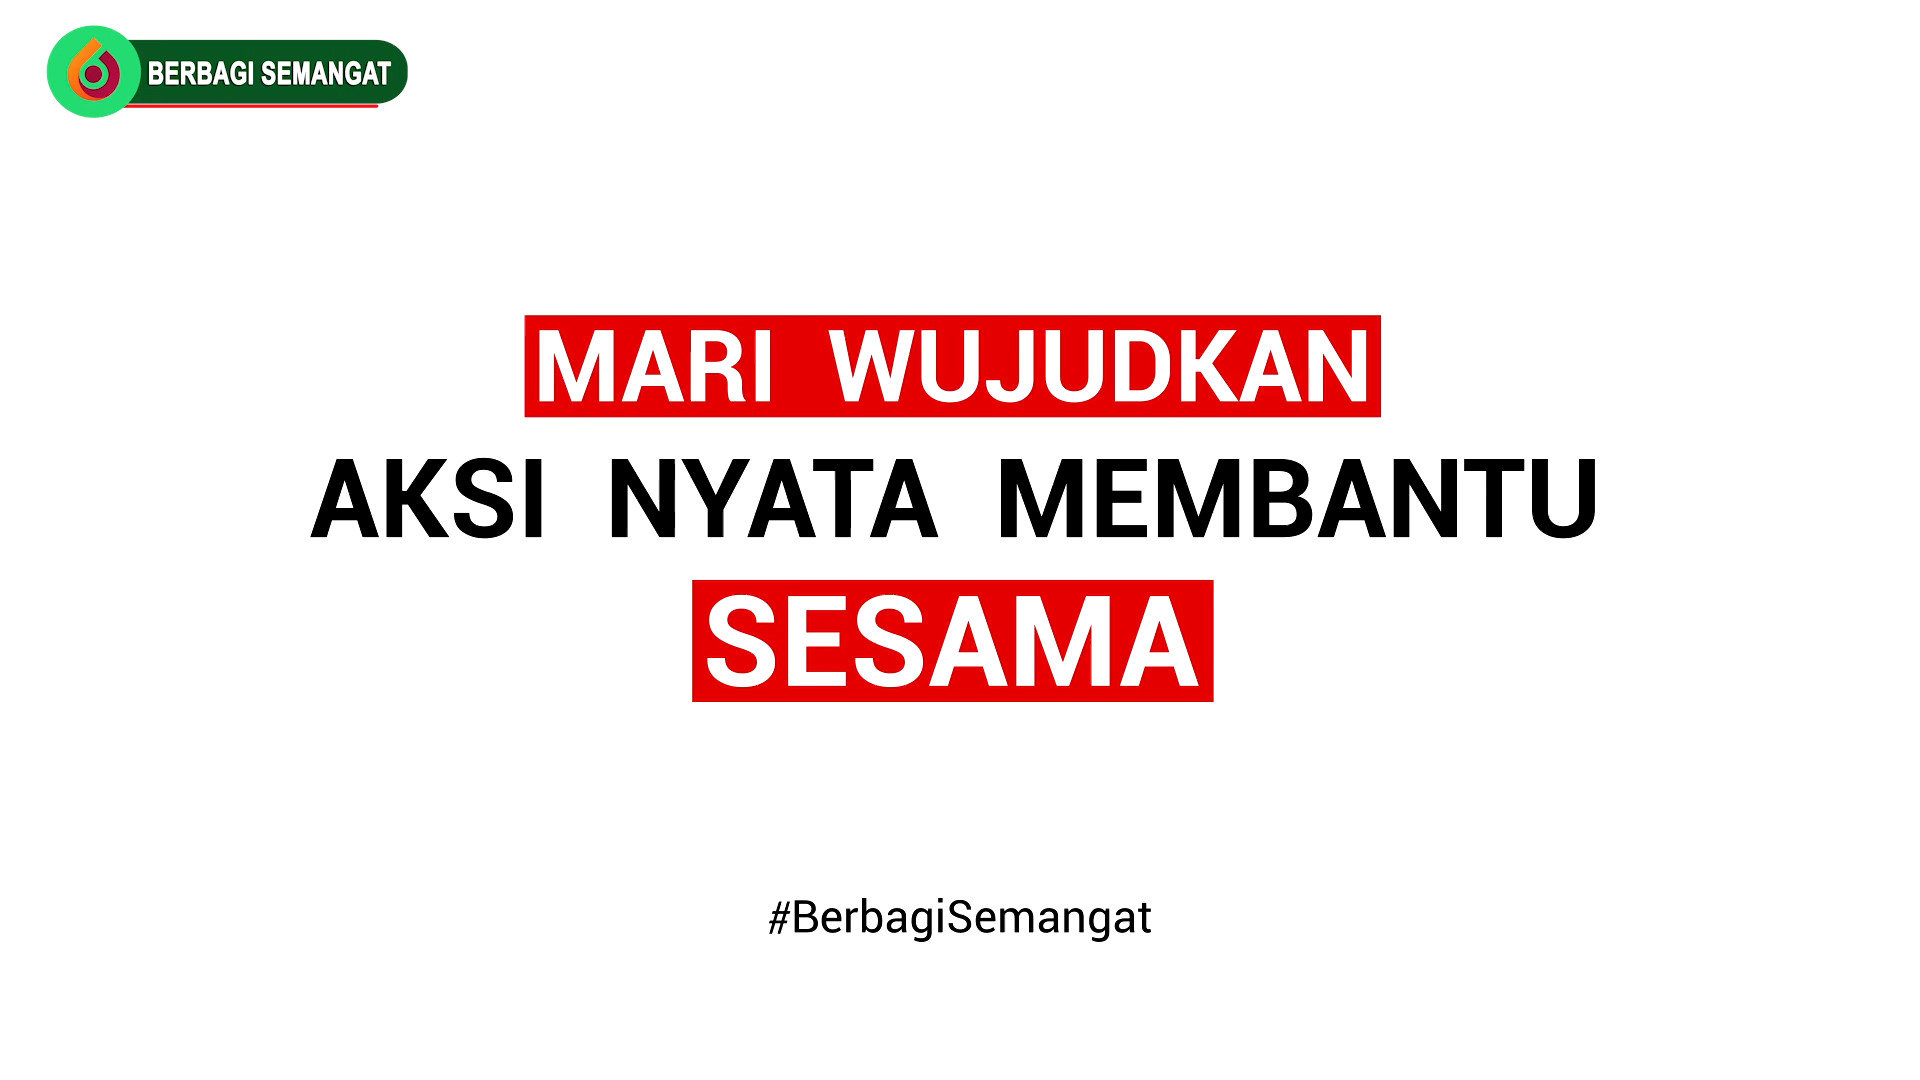 BERBAGI SEMANGAT
MARI WUJUDKAN
AKSI NYATA MEMBANTU
SESAMA
#BerbagiSemangat